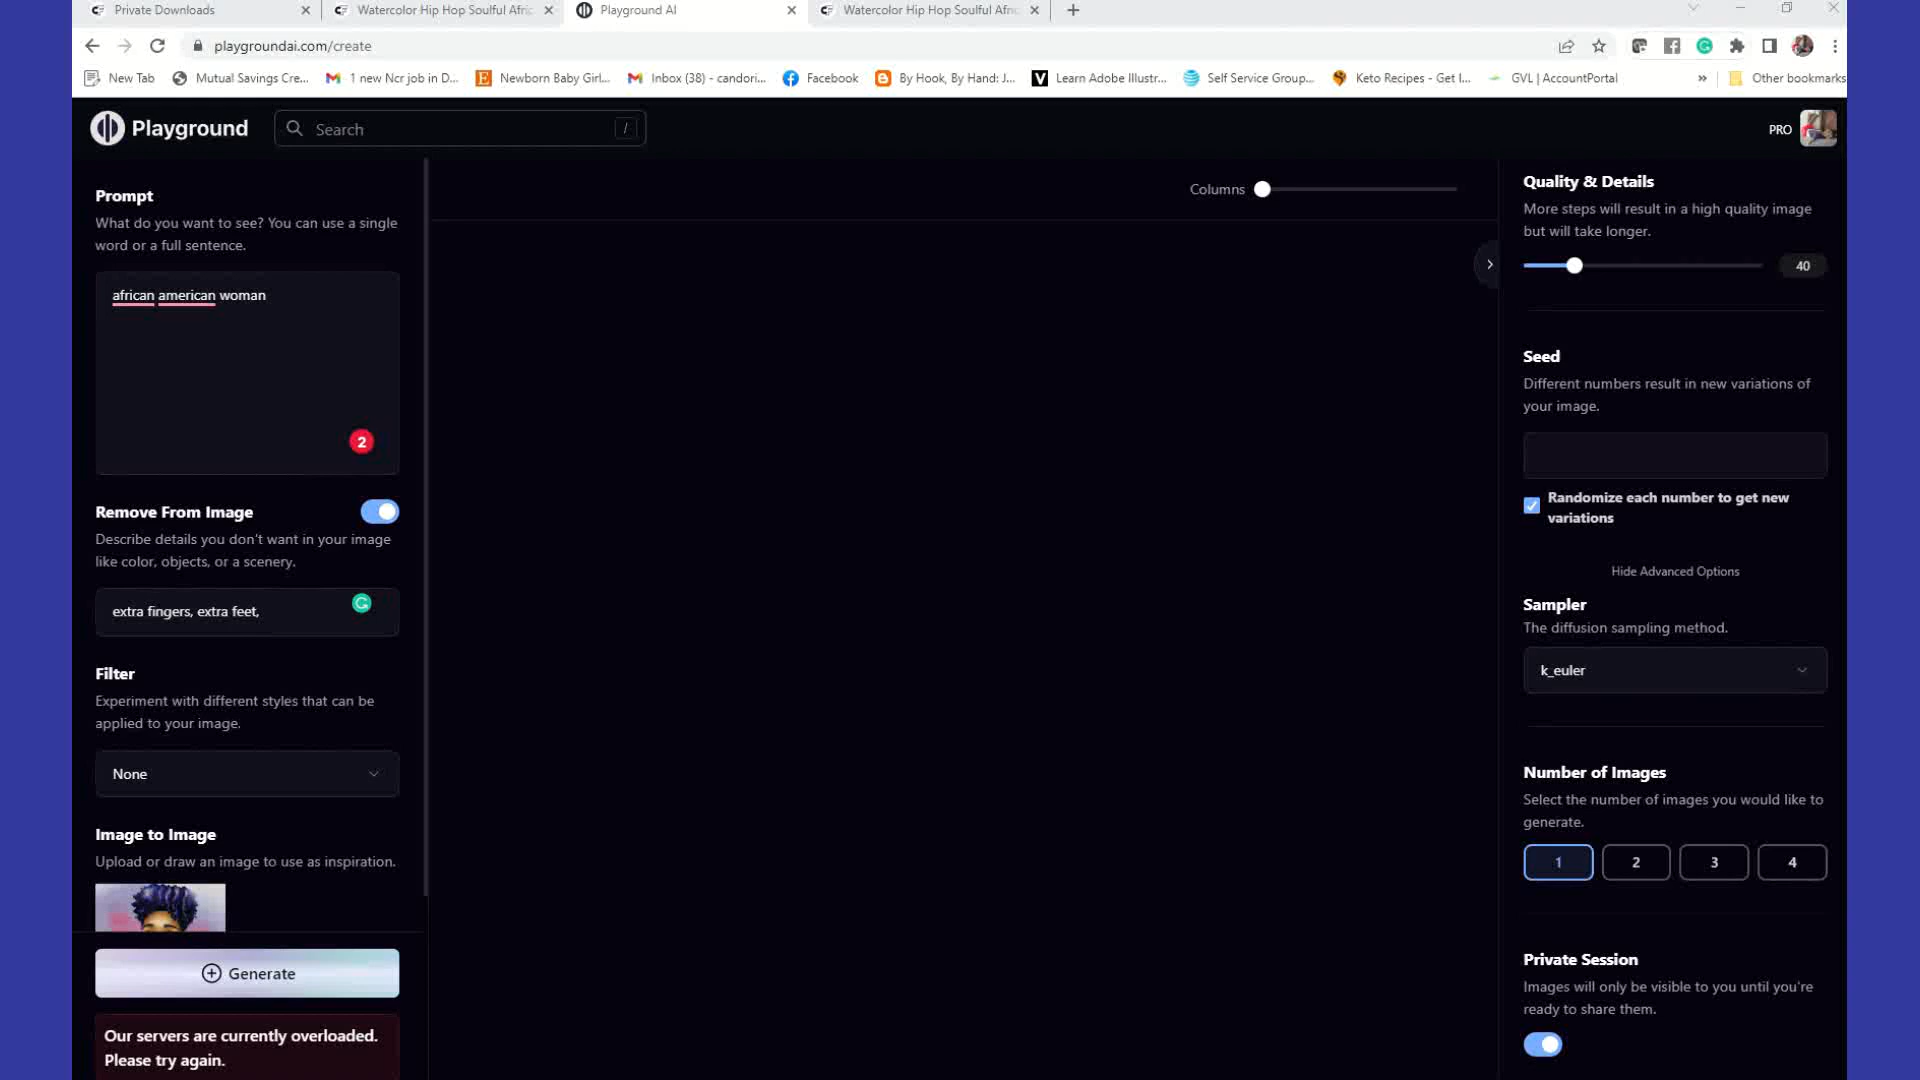 Private Downloads
Watercolor Hip Hop Soulful Afric
Playground AI
Watercolor Hip Hop Soulful Afric
playgroundai.com/create
New Tab
Mutual Savings Cre...
1 new Ncr job in D...
Newborn Baby Girl...
Inbox (38) - candori...
Facebook
By Hook, By Hand: J...
Learn Adobe Illustr...
Self Service Group...
Keto Recipes - Get I...
GVL | AccountPortal
»
Other bookmarks
Playground
Search
/
PRO
Prompt
What do you want to see? You can use a single
word or a full sentence.
african american woman
2
Remove From Image
Describe details you don't want in your image
like color, objects, or a scenery.
extra fingers, extra feet,
Filter
Experiment with different styles that can be
applied to your image.
None
Image to Image
Upload or draw an image to use as inspiration.
Generate
Our servers are currently overloaded.
Please try again.
Columns
Quality & Details
More steps will result in a high quality image
but will take longer.
40
Seed
Different numbers result in new variations of
your image.
Randomize each number to get new
variations
Hide Advanced Options
Sampler
The diffusion sampling method.
k_euler
Number of Images
Select the number of images you would like to
generate.
1
2
3
4
Private Session
Images will only be visible to you until you're
ready to share them.